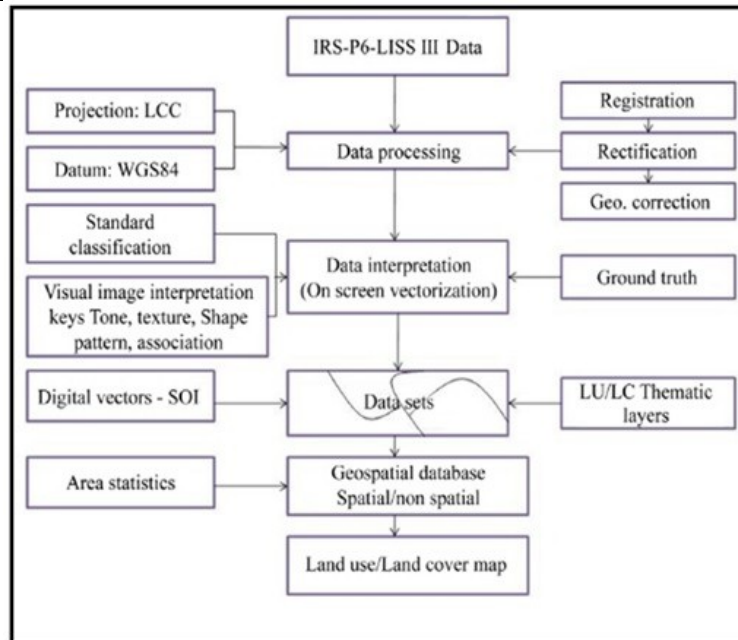 IRS-P6-LISS III Data
Projection: LCC
Datum: WGS84
Data processing
Registration
Rectification
Geo. correction
Standard
classification
Visual image interpretation
keys Tone, texture, Shape
pattern, association
Data interpretation
(On screen vectorization)
Ground truth
Digital vectors - SOI
Data sets
LU/LC Thematic
layers
Area statistics
Geospatial database
Spatial/non spatial
Land use/Land cover map